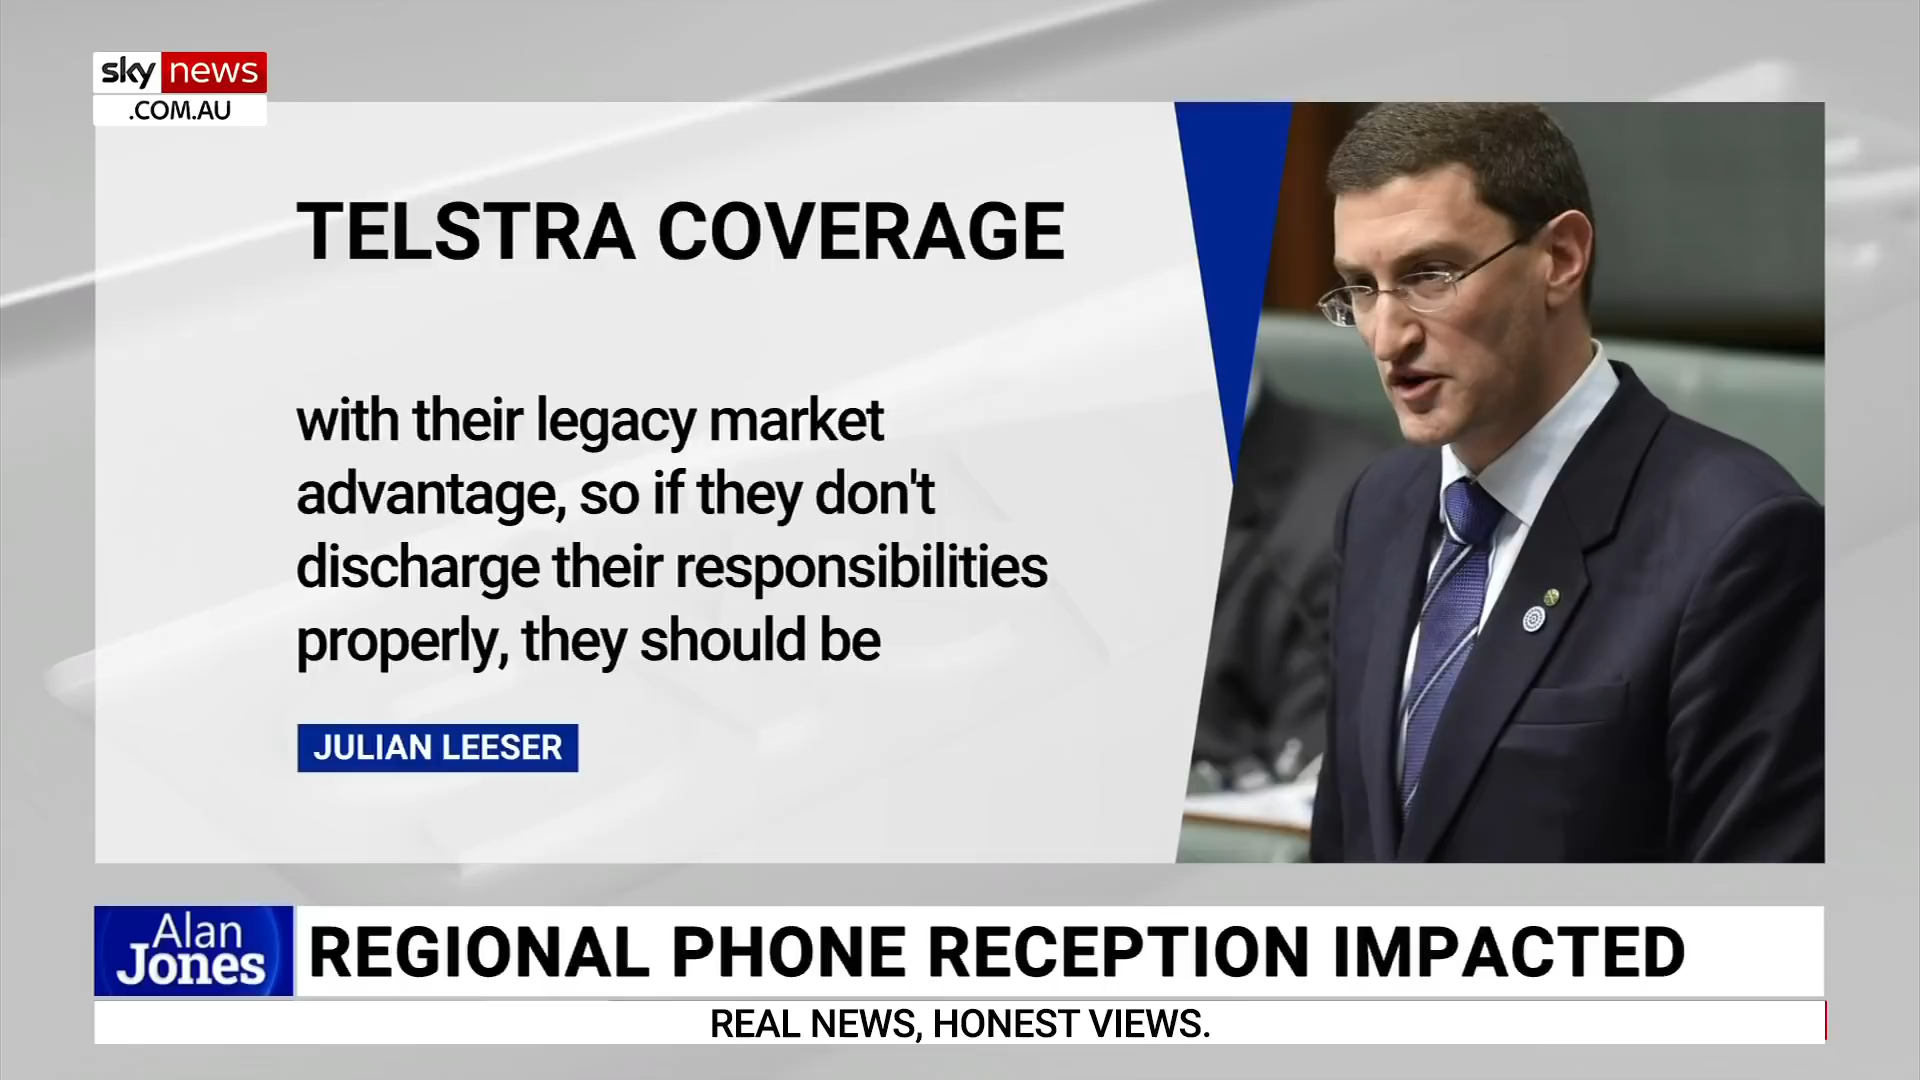 sky news
.COM.AU
TELSTRA COVERAGE
with their legacy market
advantage, so if they don't
discharge their responsibilities
properly, they should be
JULIAN LEESER
Alan
Jones
REGIONAL PHONE RECEPTION IMPACTED
REAL NEWS, HONEST VIEWS.